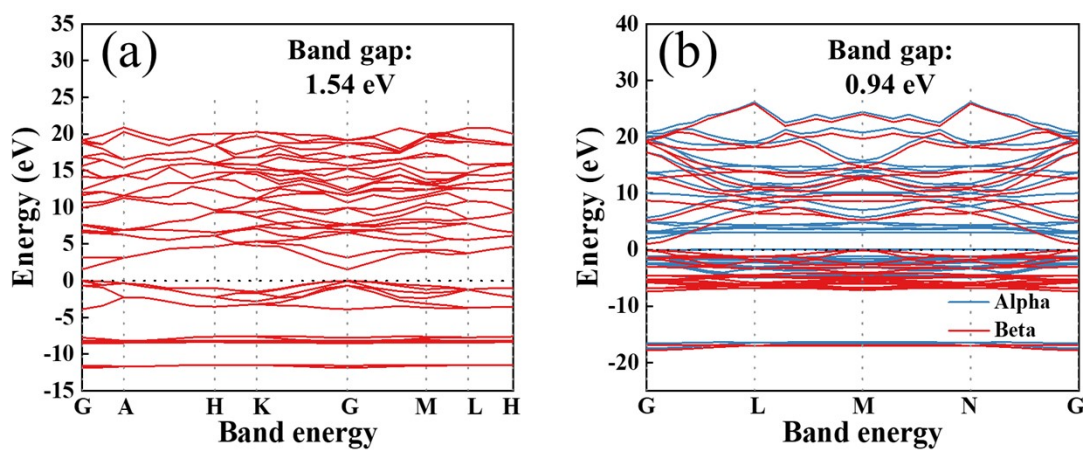 (a)
Band gap:
1.54 eV
Energy (eV)
35
30
25
20
15
10
5
0
-5
-10
-15
G A H K G M L H
Band energy
(b)
Band gap:
0.94 eV
Energy (eV)
40
30
20
10
0
-10
-20
Alpha
Beta
G L M N G
Band energy